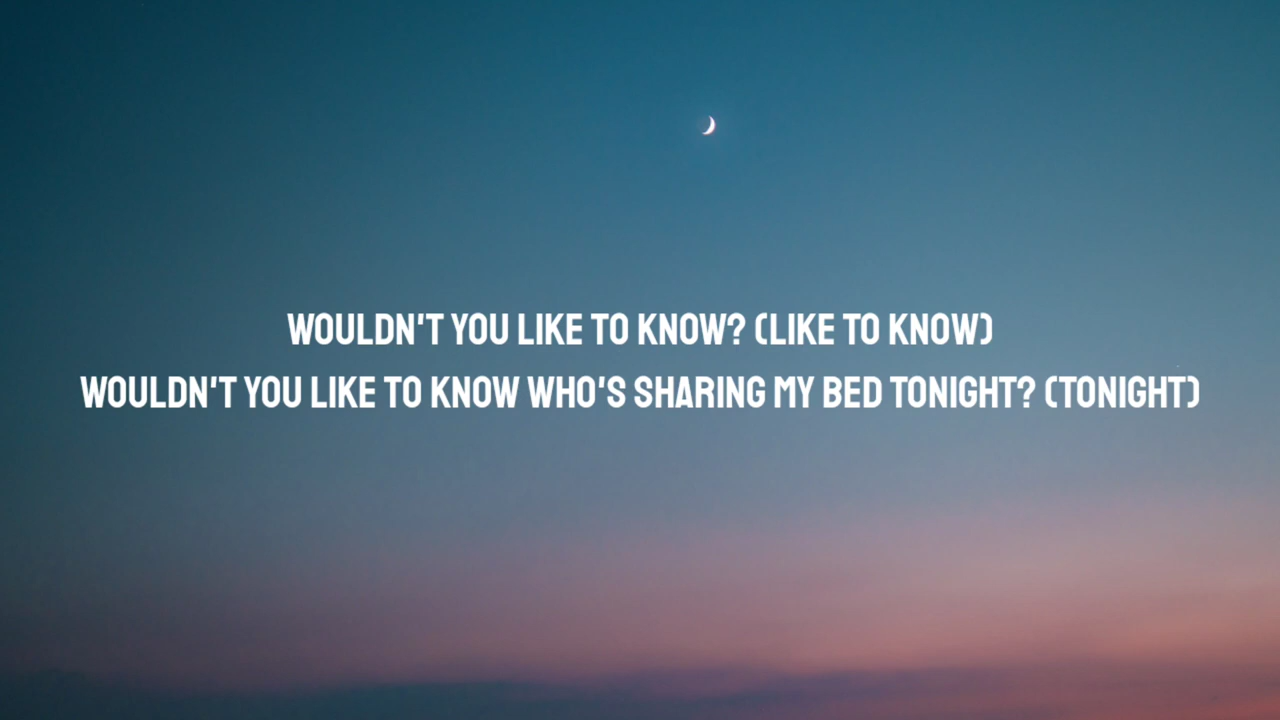 WOULDN'T YOU LIKE TO KNOW? (LIKE TO KNOW)
WOULDN'T YOU LIKE TO KNOW WHO'S SHARING MY BED TONIGHT? (TONIGHT)